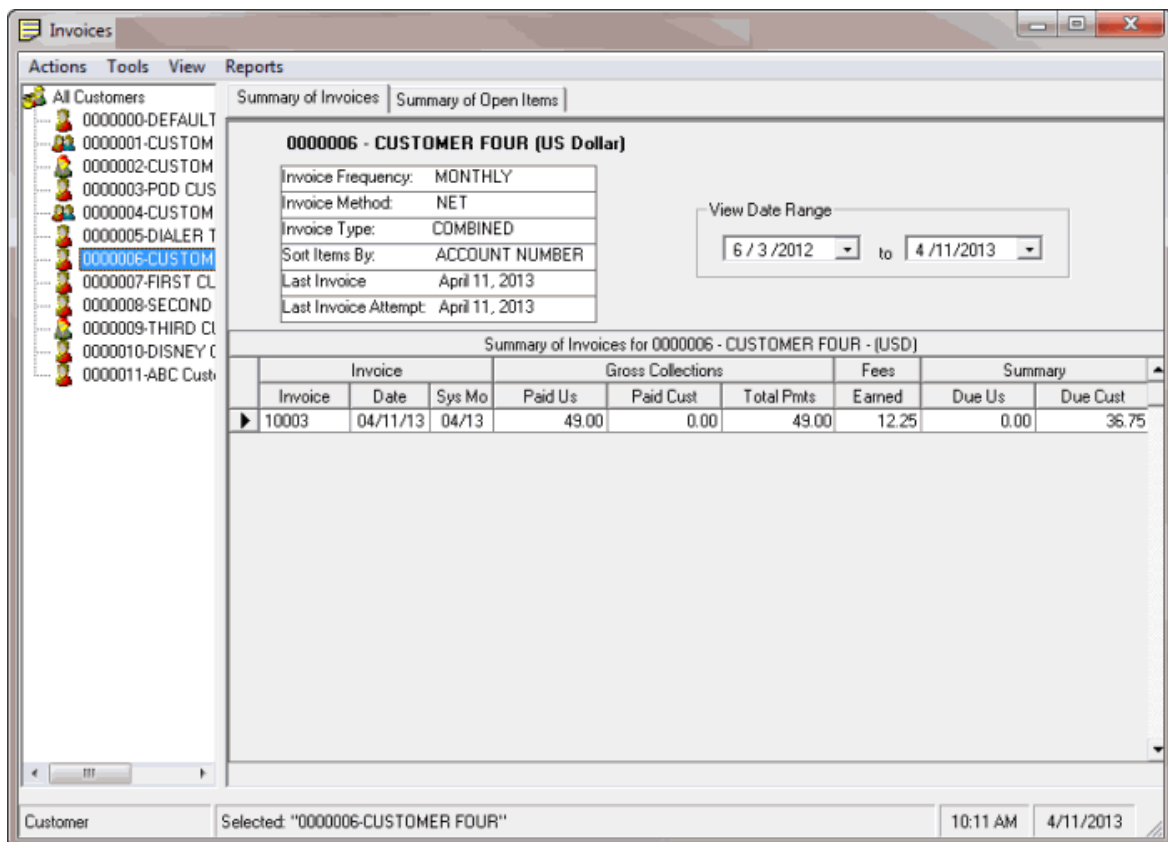 Invoices
Actions Tools View Reports
All Customers
0000000-DEFAULT
0000001-CUSTOM
0000002-CUSTOM
0000003-POD CUS
0000004-CUSTOM
0000005-DIALER T
0000006-CUSTOM
0000007-FIRST CL
0000008-SECOND
0000009-THIRD CL
0000010-DISNEY C
0000011-ABC Cust
Summary of Invoices Summary of Open Items
0000006 - CUSTOMER FOUR (US Dollar)
Invoice Frequency: MONTHLY
Invoice Method: NET
Invoice Type: COMBINED
Sort Items By: ACCOUNT NUMBER
Last Invoice April 11, 2013
Last Invoice Attempt: April 11, 2013
View Date Range
6 / 3 /2012 to 4 /11/2013
Summary of Invoices for 0000006 - CUSTOMER FOUR - (USD)
Invoice Gross Collections Fees Summary
Invoice Date Sys Mo Paid Us Paid Cust Total Pmts Earned Due Us Due Cust
10003 04/11/13 04/13 49.00 0.00 49.00 12.25 0.00 36.75
Customer Selected: "0000006-CUSTOMER FOUR" 10:11 AM 4/11/2013